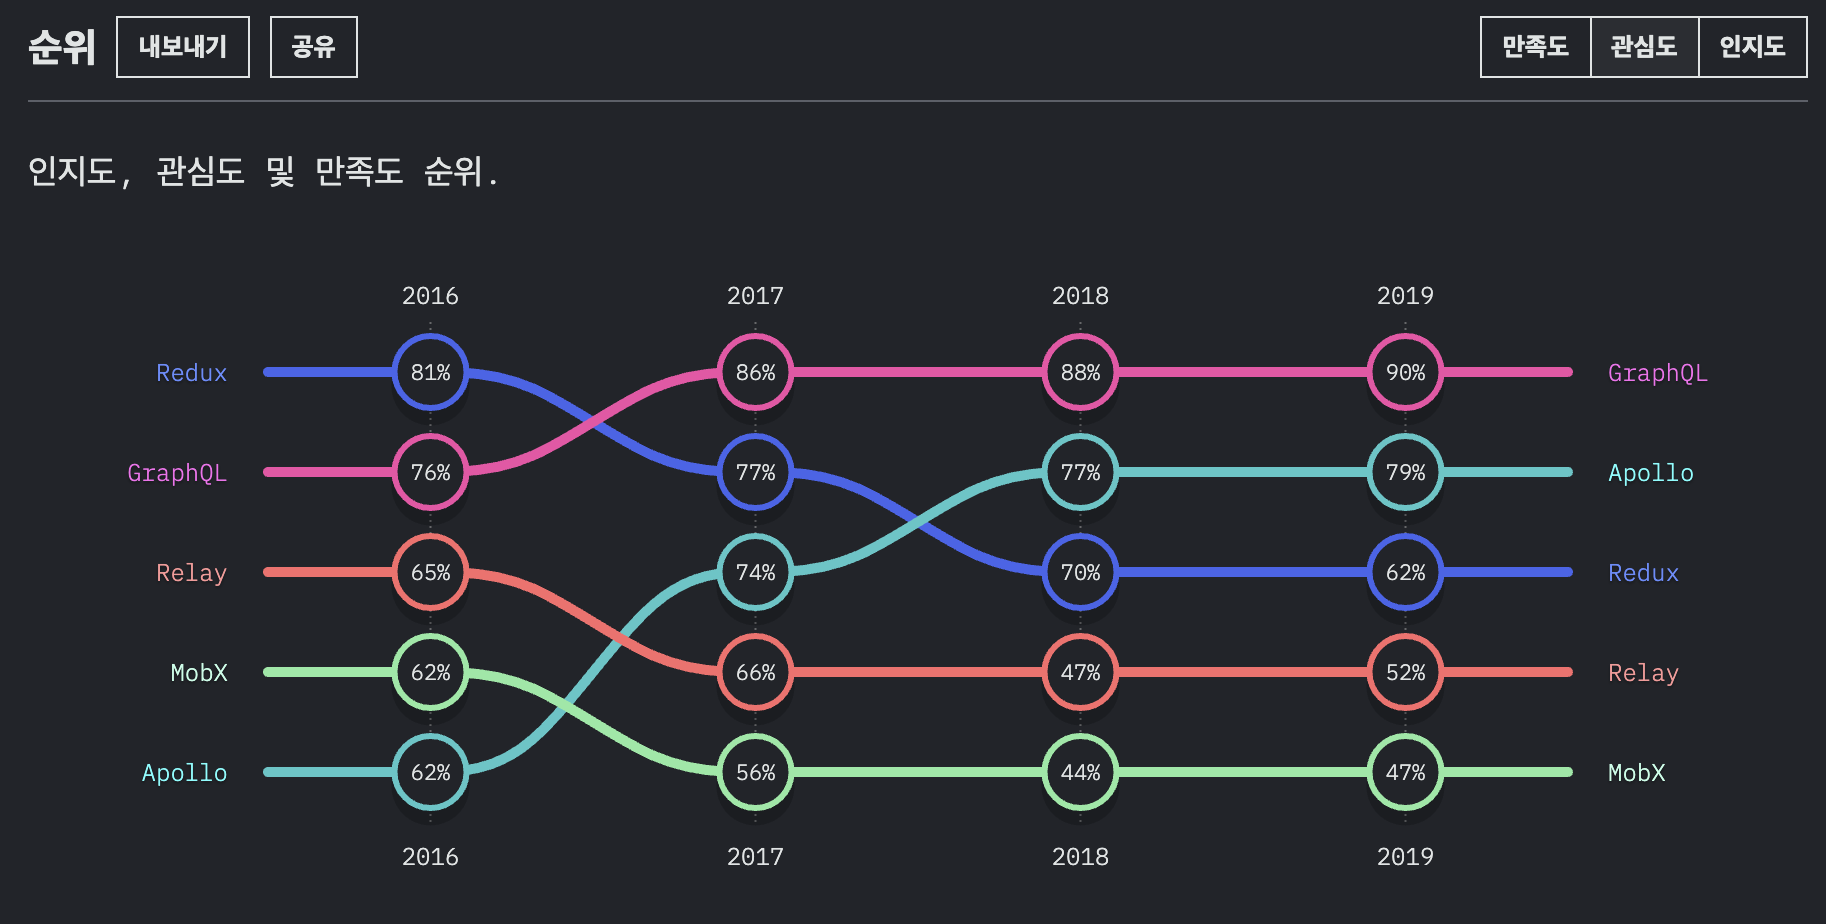 순위 내보내기 공유 만족도 관심도 인지도
인지도, 관심도 및 만족도 순위.
2016 2017 2018 2019
Redux 81% 86% 88% 90% GraphQL
GraphQL 76% 77% 77% 79% Apollo
Relay 65% 74% 70% 62% Redux
MobX 62% 66% 47% 52% Relay
Apollo 62% 56% 44% 47% MobX
2016 2017 2018 2019